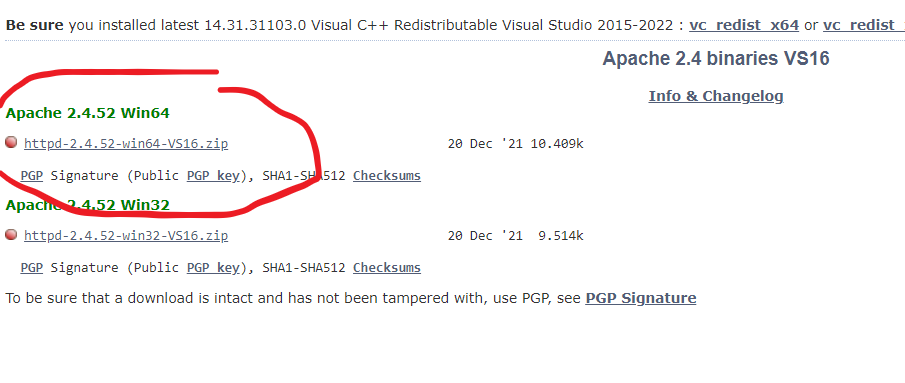 Be sure you installed latest 14.31.31103.0 Visual C++ Redistributable Visual Studio 2015-2022 : vc_redist_x64 or vc_redist_
Apache 2.4 binaries VS16
Info & Changelog
Apache 2.4.52 Win64
httpd-2.4.52-win64-VS16.zip 20 Dec '21 10.409k
PGP Signature (Public PGP key), SHA1-SHA512 Checksums
Apache 2.4.52 Win32
httpd-2.4.52-win32-VS16.zip 20 Dec '21 9.514k
PGP Signature (Public PGP key), SHA1-SHA512 Checksums
To be sure that a download is intact and has not been tampered with, use PGP, see PGP Signature